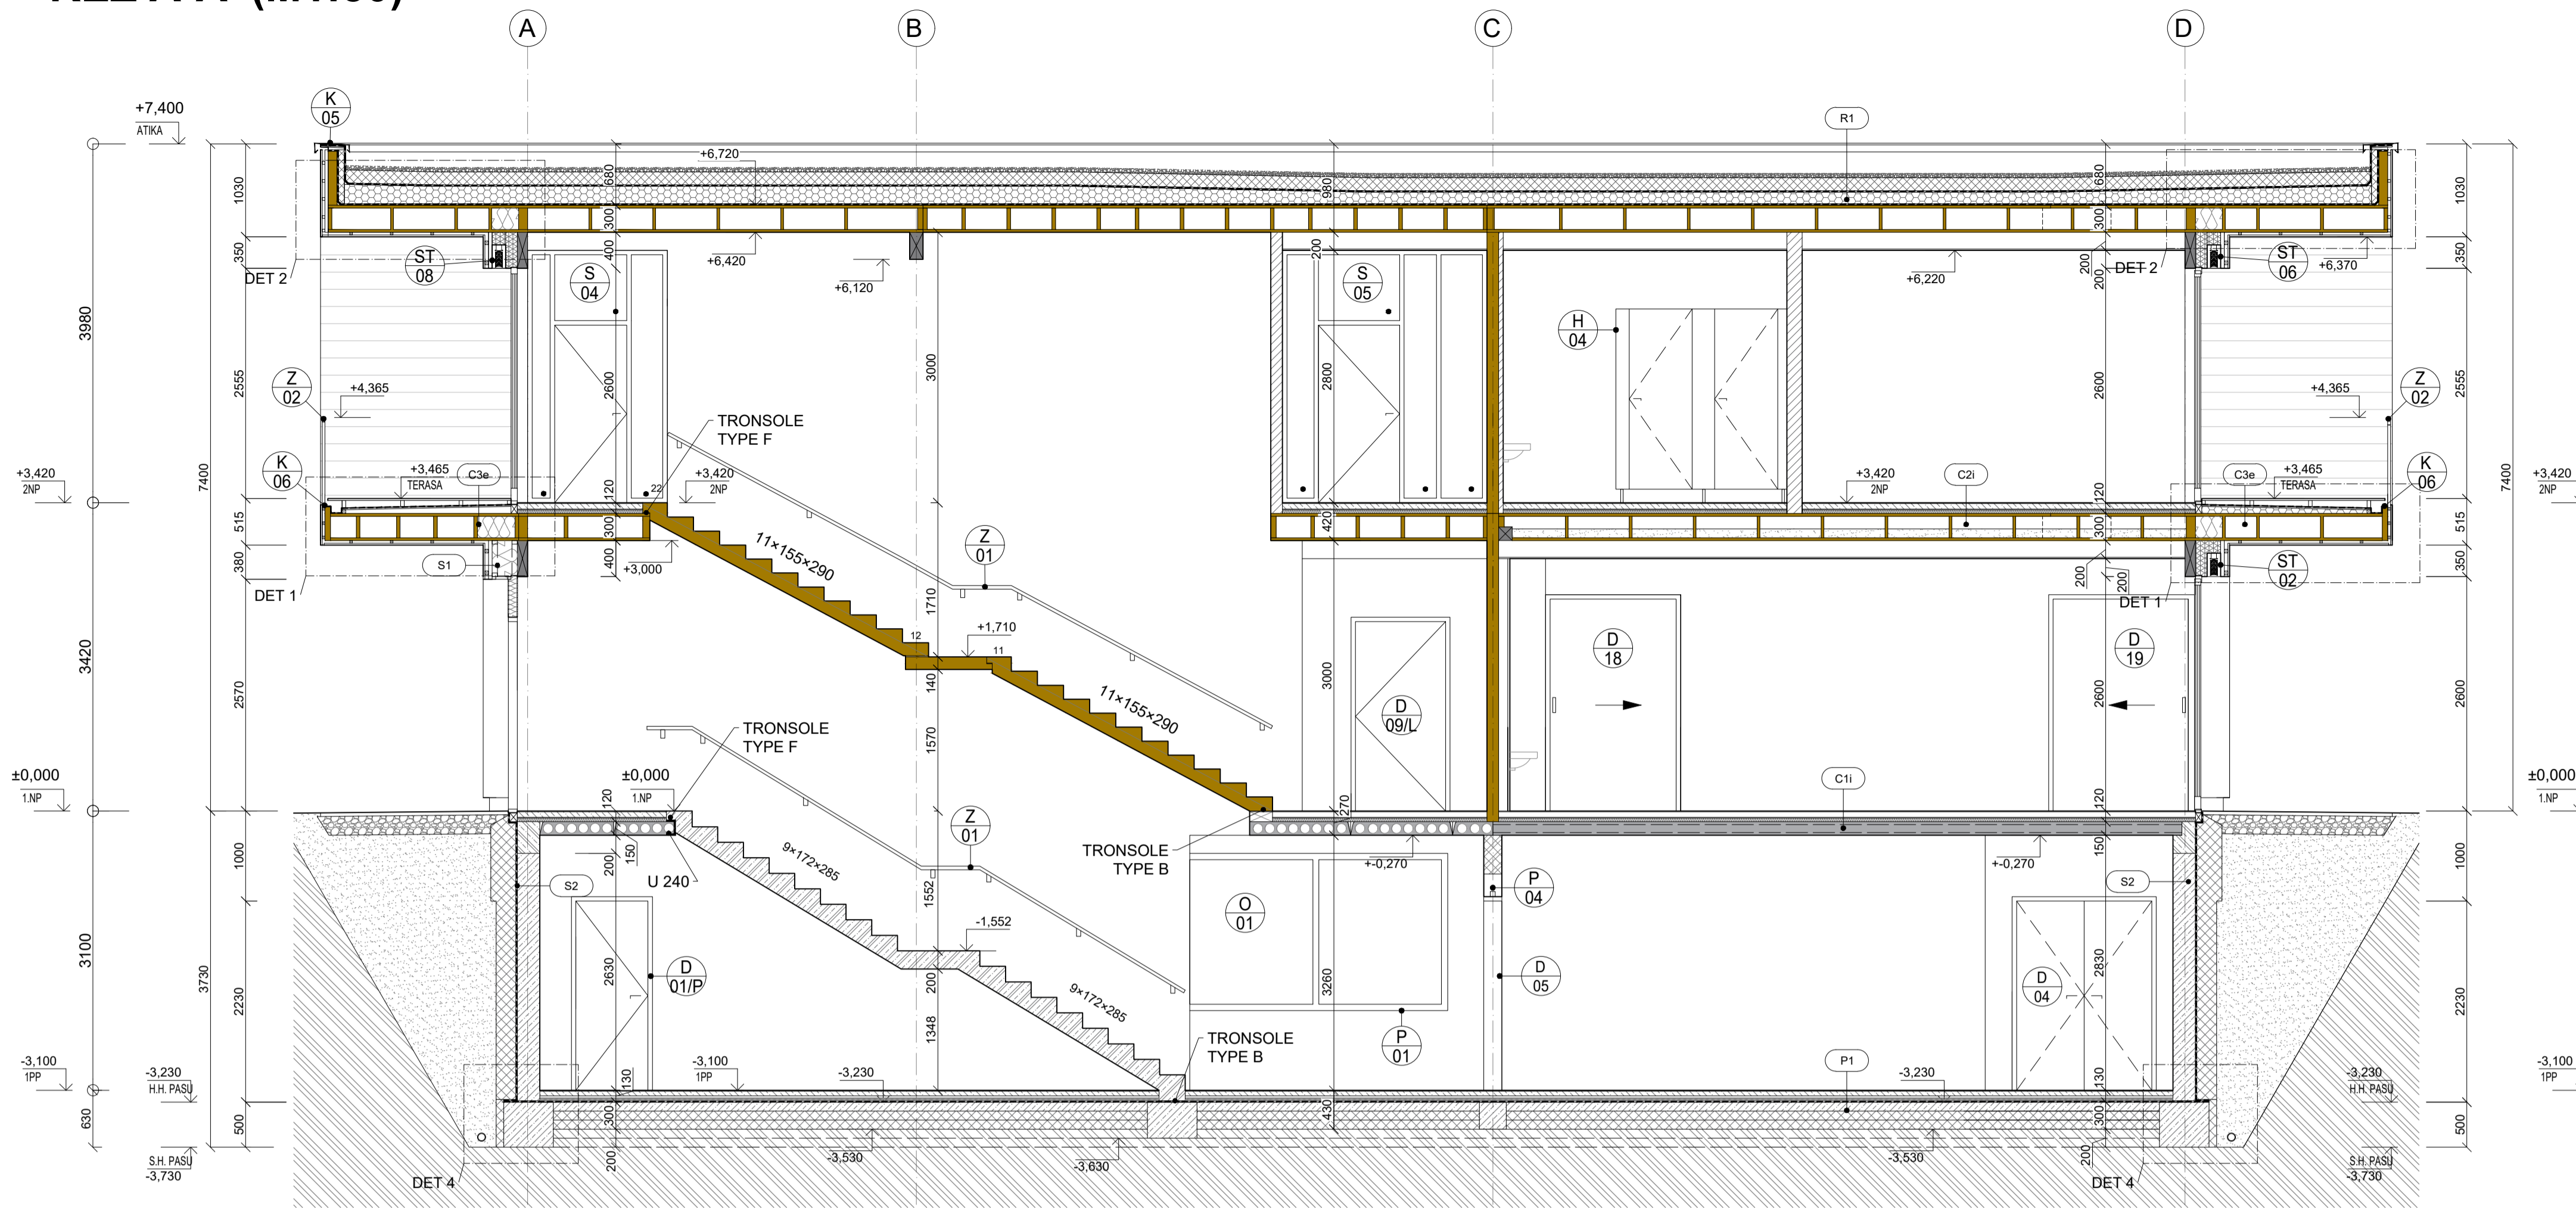 A
B
C
D
K
05
+7,400
ATIKA
R1
+6,720
680
980
680
1030
1030
300
300
350
400
200
200
350
ST
08
DET 2
S
04
+6,420
+6,120
S
05
+6,220
DET 2
ST
06
+6,370
200
3980
H
04
2555
2600
3000
2800
2600
2555
Z
02
+4,365
+4,365
Z
02
TRONSOLE
TYPE F
7400
7400
K
06
+3,420
2NP
+3,465
TERASA
C3e
120
22
+3,420
2NP
+3,420
2NP
C2i
120
C3e
+3,465
TERASA
K
06
+3,420
2NP
515
300
420
300
515
11×155×290
Z
01
380
S1
400
+3,000
200
200
350
ST
02
DET 1
DET 1
1710
12
+1,710
11
3420
D
18
D
19
140
3000
2570
11×155×290
D
09/L
2600
2600
TRONSOLE
TYPE F
1570
±0,000
1.NP
±0,000
1.NP
C1i
±0,000
1.NP
120
270
120
Z
01
150
200
U 240
9×172×285
TRONSOLE
TYPE B
+-0,270
+-0,270
150
1000
1000
S2
S2
1552
P
04
O
01
-1,552
3100
3730
2230
2630
D
01/P
200
3260
D
05
D
04
2830
2230
9×172×285
1348
TRONSOLE
TYPE B
P
01
-3,100
1PP
-3,230
H.H. PASU
130
-3,100
1PP
-3,230
P1
-3,230
130
-3,230
H.H. PASU
-3,100
1PP
630
500
300
430
300
500
S.H. PASU
-3,730
200
-3,530
-3,630
-3,530
200
S.H. PASU
-3,730
DET 4
DET 4